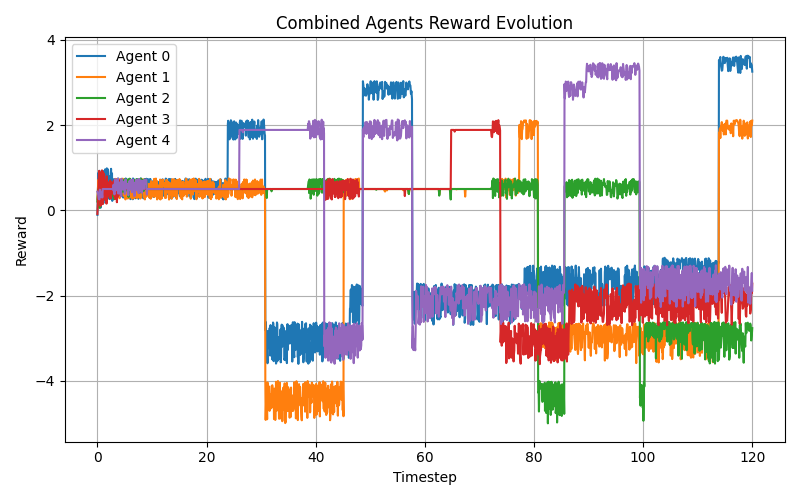 Combined Agents Reward Evolution
4
2
0
−2
−4
Reward
Agent 0
Agent 1
Agent 2
Agent 3
Agent 4
0 20 40 60 80 100 120
Timestep